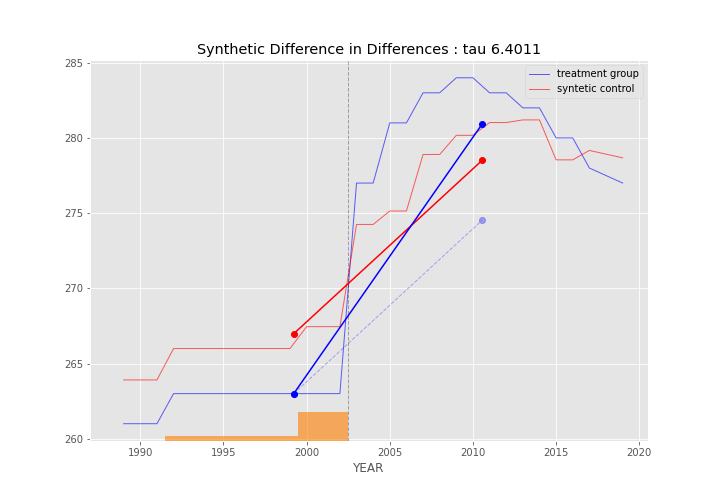 Synthetic Difference in Differences : tau 6.4011
285
280
275
270
265
260
treatment group
syntetic control
1990 1995 2000 2005 2010 2015 2020
YEAR